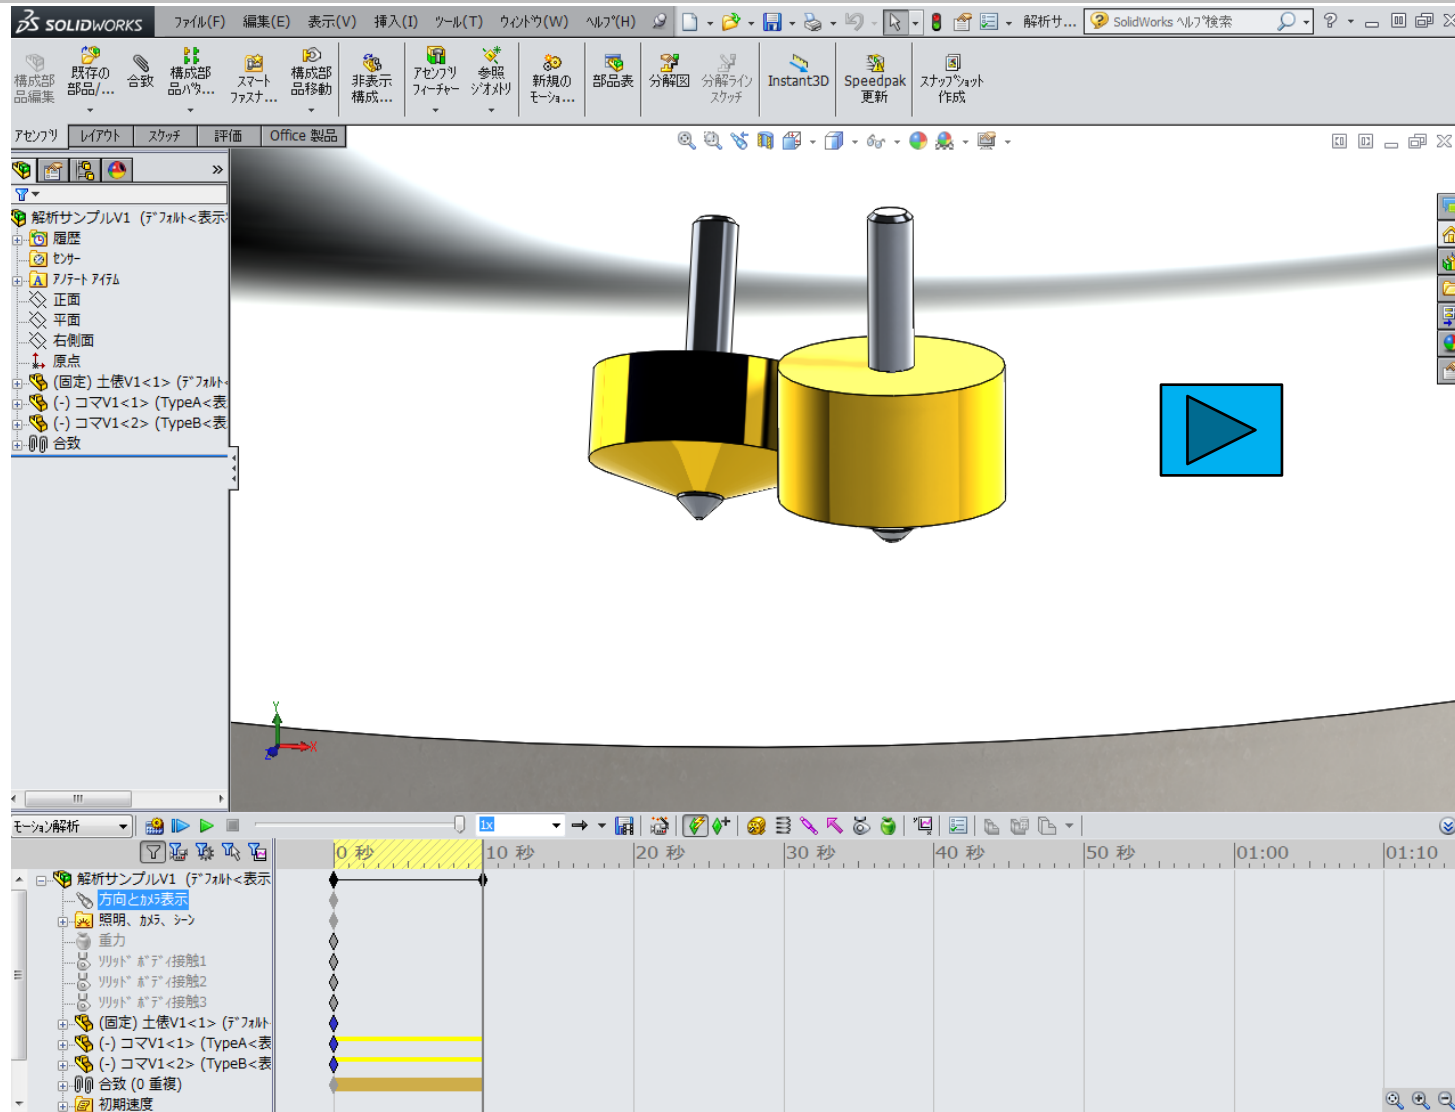 SOLIDWORKS ファイル(F) 編集(E) 表示(V) 挿入(I) ツール(T) ウィンドウ(W) ヘルプ(H) 解析サ... SolidWorks ヘルプ検索
構成部
品編集
既存の
部品/...
合致
構成部
品パタ...
スマート
ファスナ...
構成部
品移動
非表示
構成...
アセンブリ
フィーチャー
参照
ジオメトリ
新規の
モーショ...
部品表
分解図
分解ライン
スケッチ
Instant3D
Speedpak
更新
スナップショット
作成
アセンブリ レイアウト スケッチ 評価 Office 製品
解析サンプルV1 (デフォルト<表示
履歴
センサー
アノテート アイテム
正面
平面
右側面
原点
(固定) 土俵V1<1> (デフォルト<
(-) コマV1<1> (TypeA<表
(-) コマV1<2> (TypeB<表
合致
Y
X
Z
モーション解析 1x
0 秒 10 秒 20 秒 30 秒 40 秒 50 秒 01:00 01:10
解析サンプルV1 (デフォルト<表示
方向とカメラ表示
照明、カメラ、シーン
重力
ソリッド ボディ接触1
ソリッド ボディ接触2
ソリッド ボディ接触3
(固定) 土俵V1<1> (デフォルト
(-) コマV1<1> (TypeA<表
(-) コマV1<2> (TypeB<表
合致 (0 重複)
初期速度